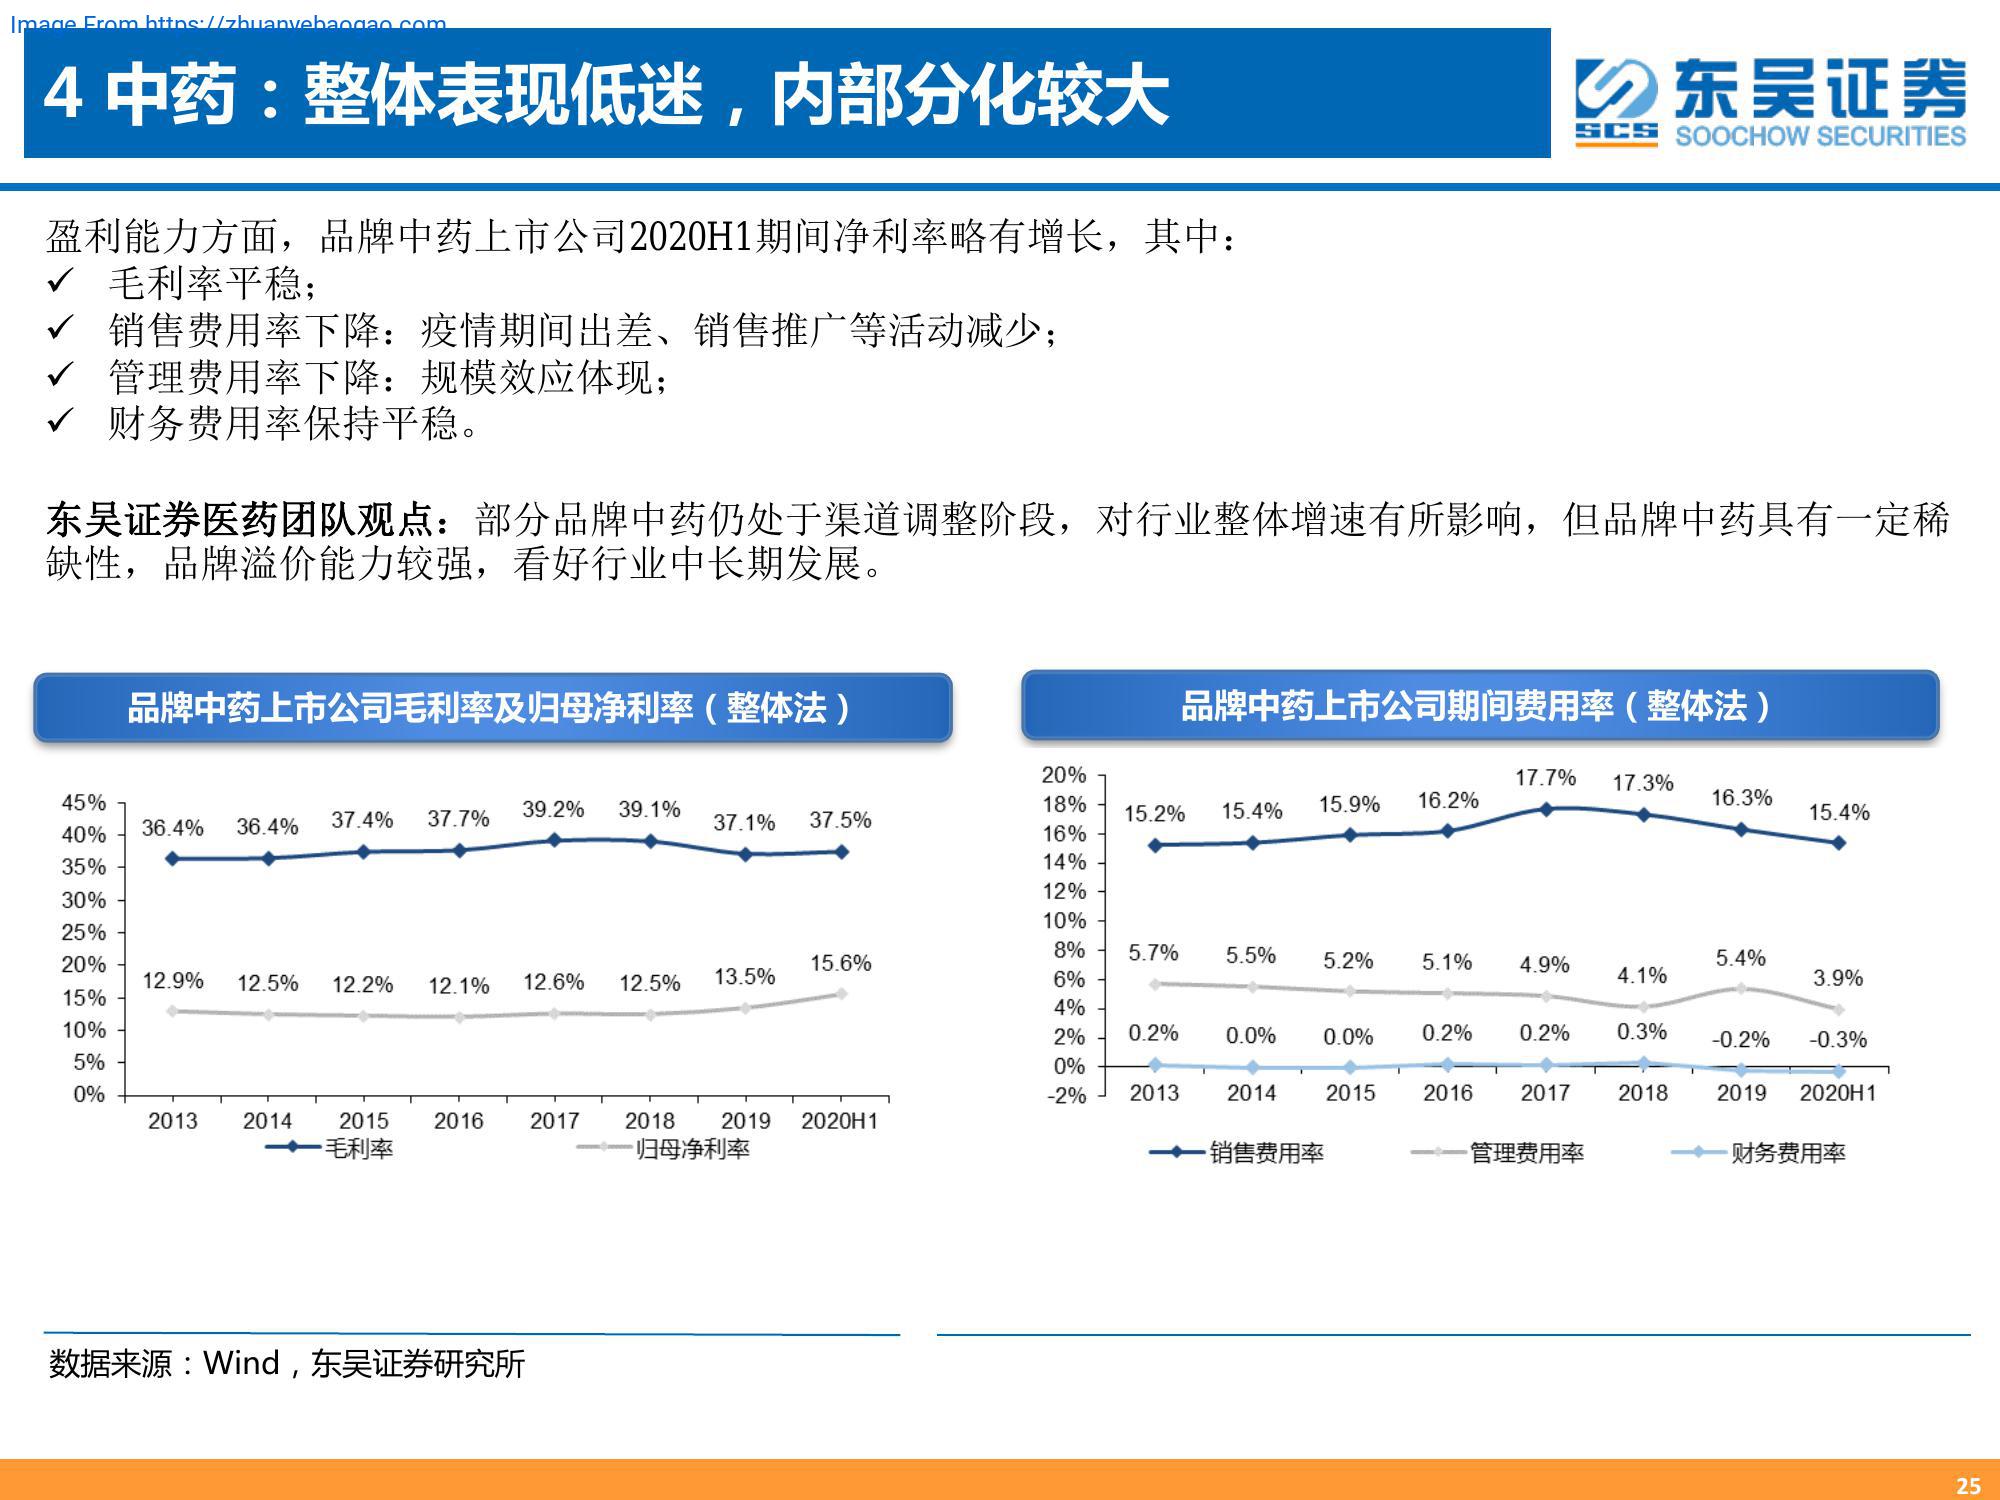 Image From https://zhuanyebaogao.com
4 中药：整体表现低迷，内部分化较大
东吴证券
SCS
SOOCHOW SECURITIES
盈利能力方面，品牌中药上市公司2020H1期间净利率略有增长，其中：
✓ 毛利率平稳；
✓ 销售费用率下降：疫情期间出差、销售推广等活动减少；
✓ 管理费用率下降：规模效应体现；
✓ 财务费用率保持平稳。
东吴证券医药团队观点：部分品牌中药仍处于渠道调整阶段，对行业整体增速有所影响，但品牌中药具有一定稀
缺性，品牌溢价能力较强，看好行业中长期发展。
品牌中药上市公司毛利率及归母净利率（整体法）
45%
40%
35%
30%
25%
20%
15%
10%
5%
0%
36.4% 36.4% 37.4% 37.7% 39.2% 39.1% 37.1% 37.5%
12.9% 12.5% 12.2% 12.1% 12.6% 12.5% 13.5% 15.6%
2013 2014 2015 2016 2017 2018 2019 2020H1
毛利率 归母净利率
品牌中药上市公司期间费用率（整体法）
20%
18%
16%
14%
12%
10%
8%
6%
4%
2%
0%
-2%
15.2% 15.4% 15.9% 16.2% 17.7% 17.3% 16.3% 15.4%
5.7% 5.5% 5.2% 5.1% 4.9% 4.1% 5.4% 3.9%
0.2% 0.0% 0.0% 0.2% 0.2% 0.3% -0.2% -0.3%
2013 2014 2015 2016 2017 2018 2019 2020H1
销售费用率 管理费用率 财务费用率
数据来源：Wind，东吴证券研究所
25